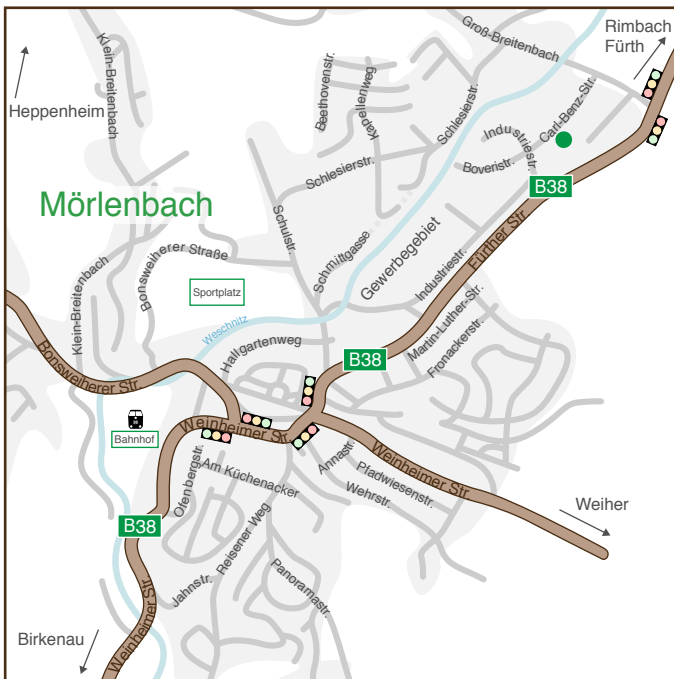 Groß-Breitenbach
Rimbach
Fürth
Klein-Breitenbach
Heppenheim
Beethovenstr.
Kapellenweg
Schlesierstr.
Industriestr.
Carl-Benz-Str.
Boveristr.
Schlesierstr.
B38
Mörlenbach
Schulstr.
Fürther Str.
Bonsweiherer Straße
Schmittgasse
Gewerbegebiet
Klein-Breitenbach
Sportplatz
Industriestr.
Weschnitz
Martin-Luther-Str.
Fronackerstr.
Hallgartenweg
B38
Bonsweiherer Str.
Weinheimer Str.
Bahnhof
Annastr.
Weinheimer Str
Am Küchenacker
Pfadwiesenstr.
Wehrstr.
Ofenbergstr.
Weiher
B38
Reisener Weg
Jahnstr.
Panoramastr.
Weinheimer Str.
Birkenau